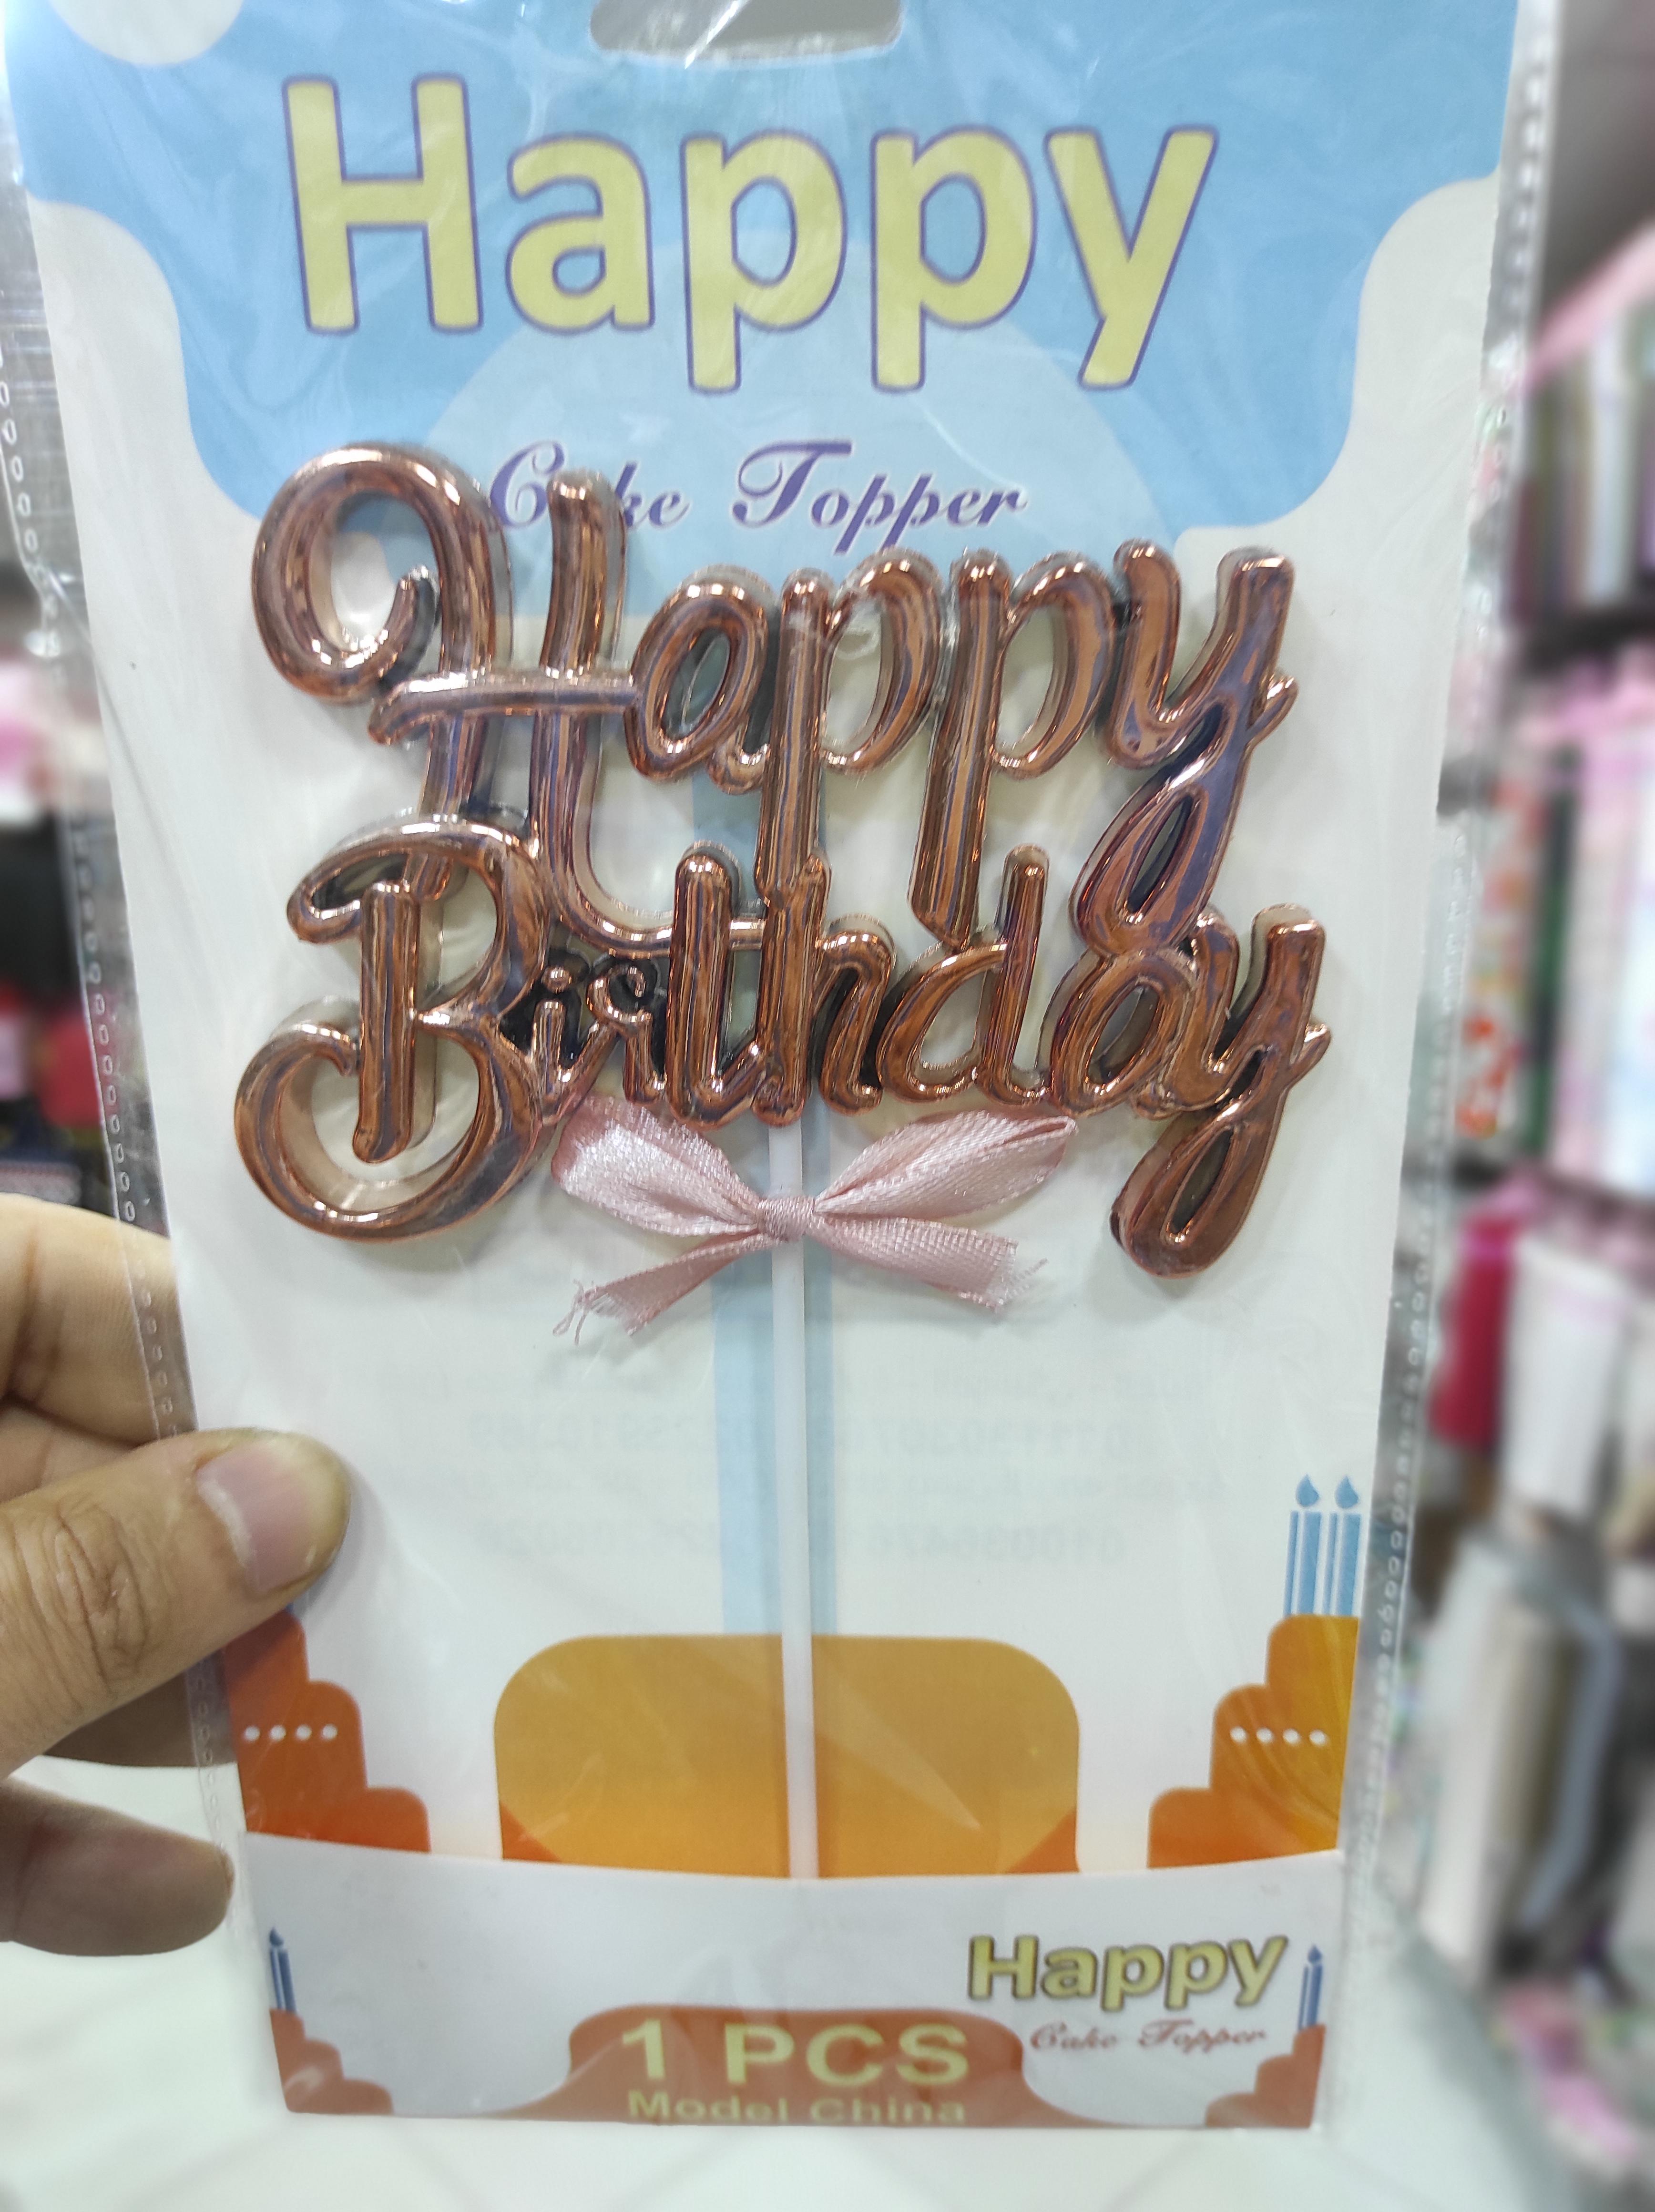 Happy
Cake Topper
Happy
Birthday
Happy
Cake Topper
1 PCS
Model China